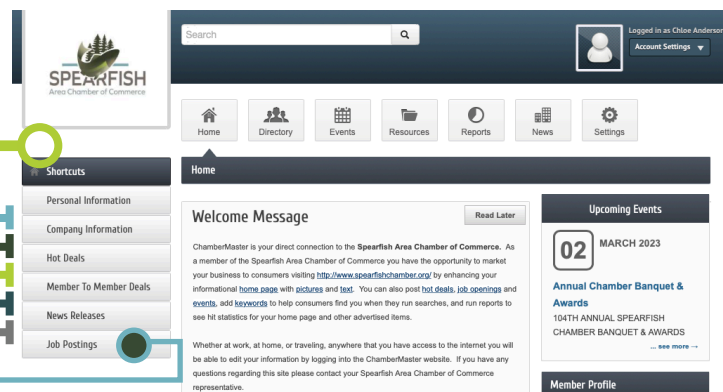 SPEARFISH
Area Chamber of Commerce
Search
Logged in as Chloe Anderson
Account Settings
Home
Directory
Events
Resources
Reports
News
Settings
Shortcuts
Personal Information
Company Information
Hot Deals
Member To Member Deals
News Releases
Job Postings
Home
Welcome Message
Read Later
ChamberMaster is your direct connection to the Spearfish Area Chamber of Commerce. As
a member of the Spearfish Area Chamber of Commerce you have the opportunity to market
your business to consumers visiting http://www.spearfishchamber.org/ by enhancing your
informational home page with pictures and text. You can also post hot deals, job openings and
events, add keywords to help consumers find you when they run searches, and run reports to
see hit statistics for your home page and other advertised items.
Whether at work, at home, or traveling, anywhere that you have access to the internet you will
be able to edit your information by logging into the ChamberMaster website. If you have any
questions regarding this site please contact your Spearfish Area Chamber of Commerce
representative.
Upcoming Events
02
MARCH 2023
Annual Chamber Banquet &
Awards
104TH ANNUAL SPEARFISH
CHAMBER BANQUET & AWARDS
... see more →
Member Profile